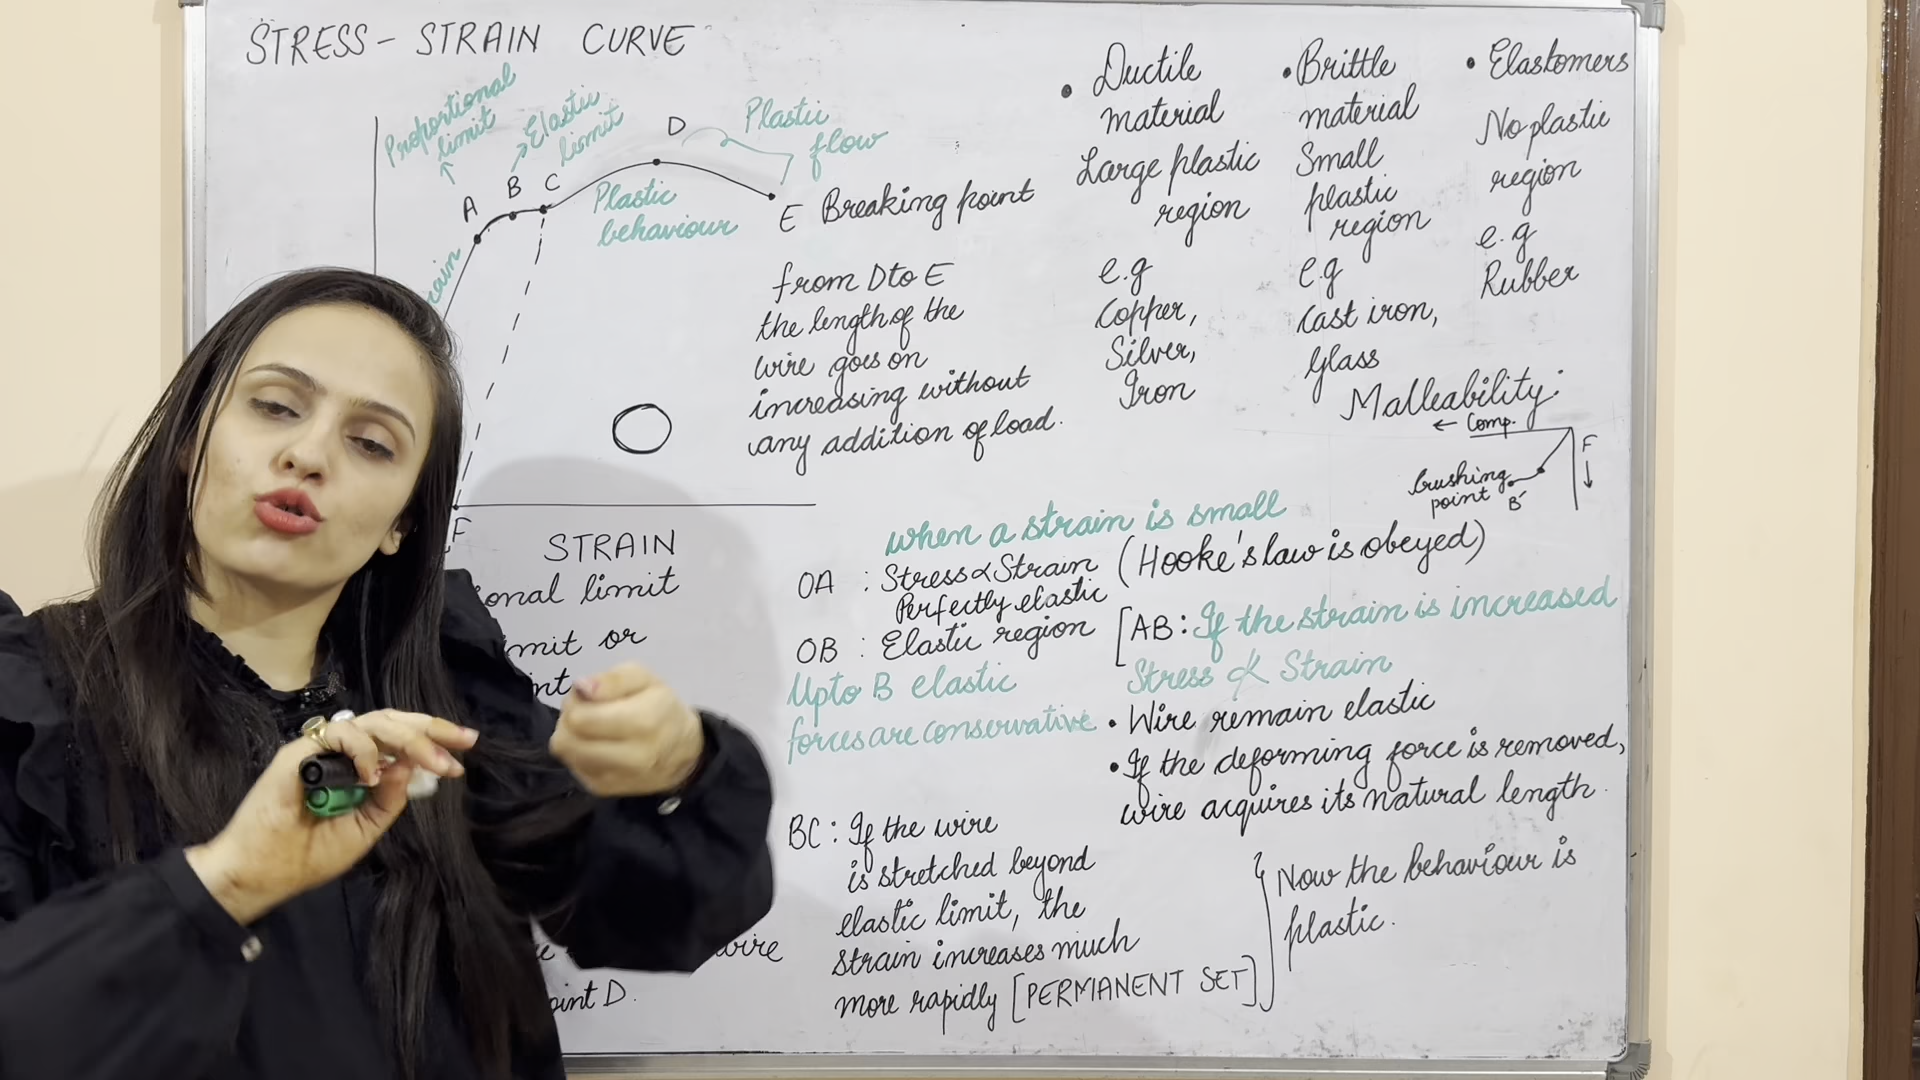 STRESS - STRAIN CURVE
Proportional
limit
Elastic
limit
A
B
C
D
Plastic
flow
Plastic
behaviour
E Breaking point
from D to E
the length of the
wire goes on
increasing without
any addition of load.
F
STRAIN
onal limit
mit or
wire
oint D.
• Ductile
material
Large plastic
region
e.g
Copper,
Silver,
Iron
• Brittle
material
Small
plastic
region
e.g
Cast iron,
Glass
• Elastomers
No plastic
region
e.g
Rubber
Malleability:
← Comp.
F
Crushing
point
B'
when a strain is small
OA : Stress ∝ Strain (Hooke's law is obeyed)
Perfectly elastic
OB : Elastic region
Upto B elastic
forces are conservative
[AB: If the strain is increased
Stress ∝̸ Strain
• Wire remain elastic
• If the deforming force is removed,
wire acquires its natural length.
BC: If the wire
is stretched beyond
elastic limit, the
strain increases much
more rapidly [PERMANENT SET]
Now the behaviour is
plastic.